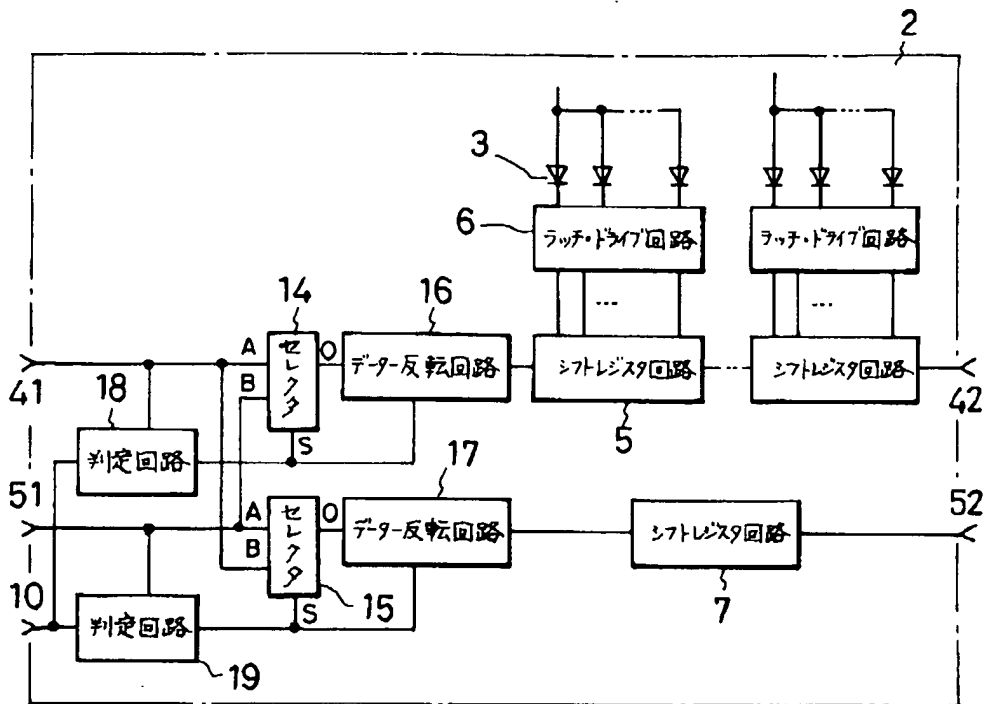 2
3
6
ラッチ・ドライブ回路
ラッチ・ドライブ回路
...
...
14
16
A
B
セレクタ
O
データー反転回路
シフトレジスタ回路
シフトレジスタ回路
41
42
18
S
5
判定回路
17
51
A
B
セレクタ
O
データー反転回路
シフトレジスタ回路
52
10
S
15
7
判定回路
19